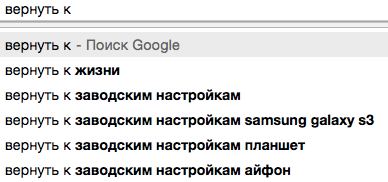 вернуть к
вернуть к - Поиск Google
вернуть к жизни
вернуть к заводским настройкам
вернуть к заводским настройкам samsung galaxy s3
вернуть к заводским настройкам планшет
вернуть к заводским настройкам айфон